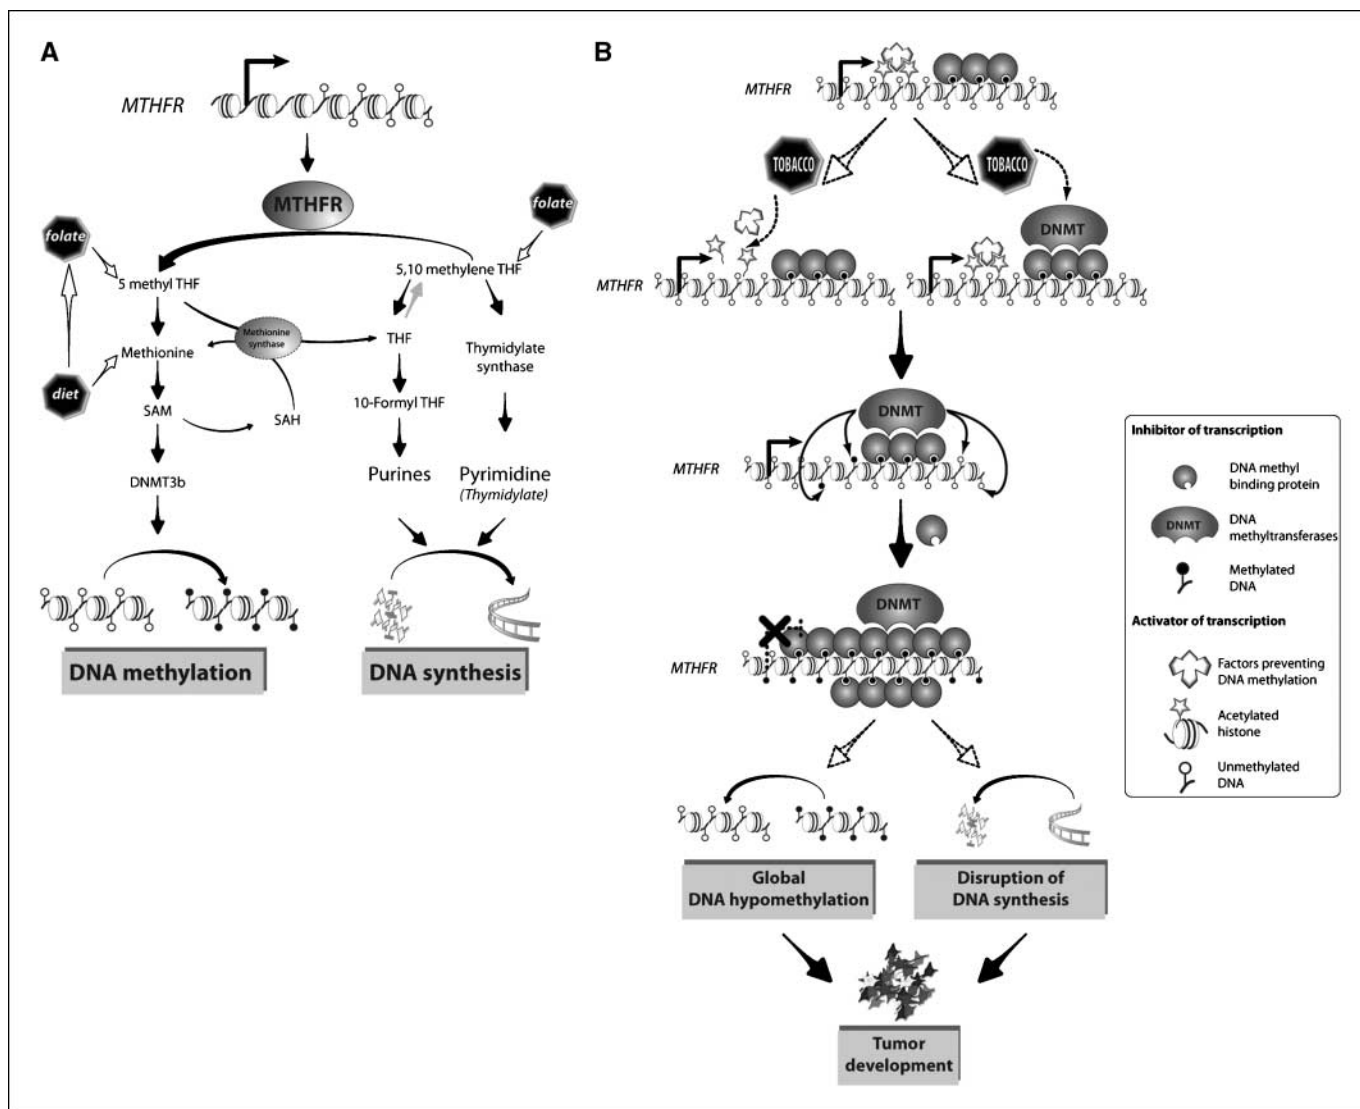 A
MTHFR
MTHFR
folate
folate
5 methyl THF
5,10 methylene THF
Methionine
synthase
THF
Methionine
Thymidylate
synthase
diet
SAM
SAH
10-Formyl THF
DNMT3b
Purines
Pyrimidine
(Thymidylate)
DNA methylation
DNA synthesis
B
MTHFR
TOBACCO
TOBACCO
DNMT
MTHFR
DNMT
MTHFR
DNMT
MTHFR
Global
DNA hypomethylation
Disruption of
DNA synthesis
Tumor
development
Inhibitor of transcription
DNA methyl
binding protein
DNMT
DNA
methyltransferases
Methylated
DNA
Activator of transcription
Factors preventing
DNA methylation
Acetylated
histone
Unmethylated
DNA